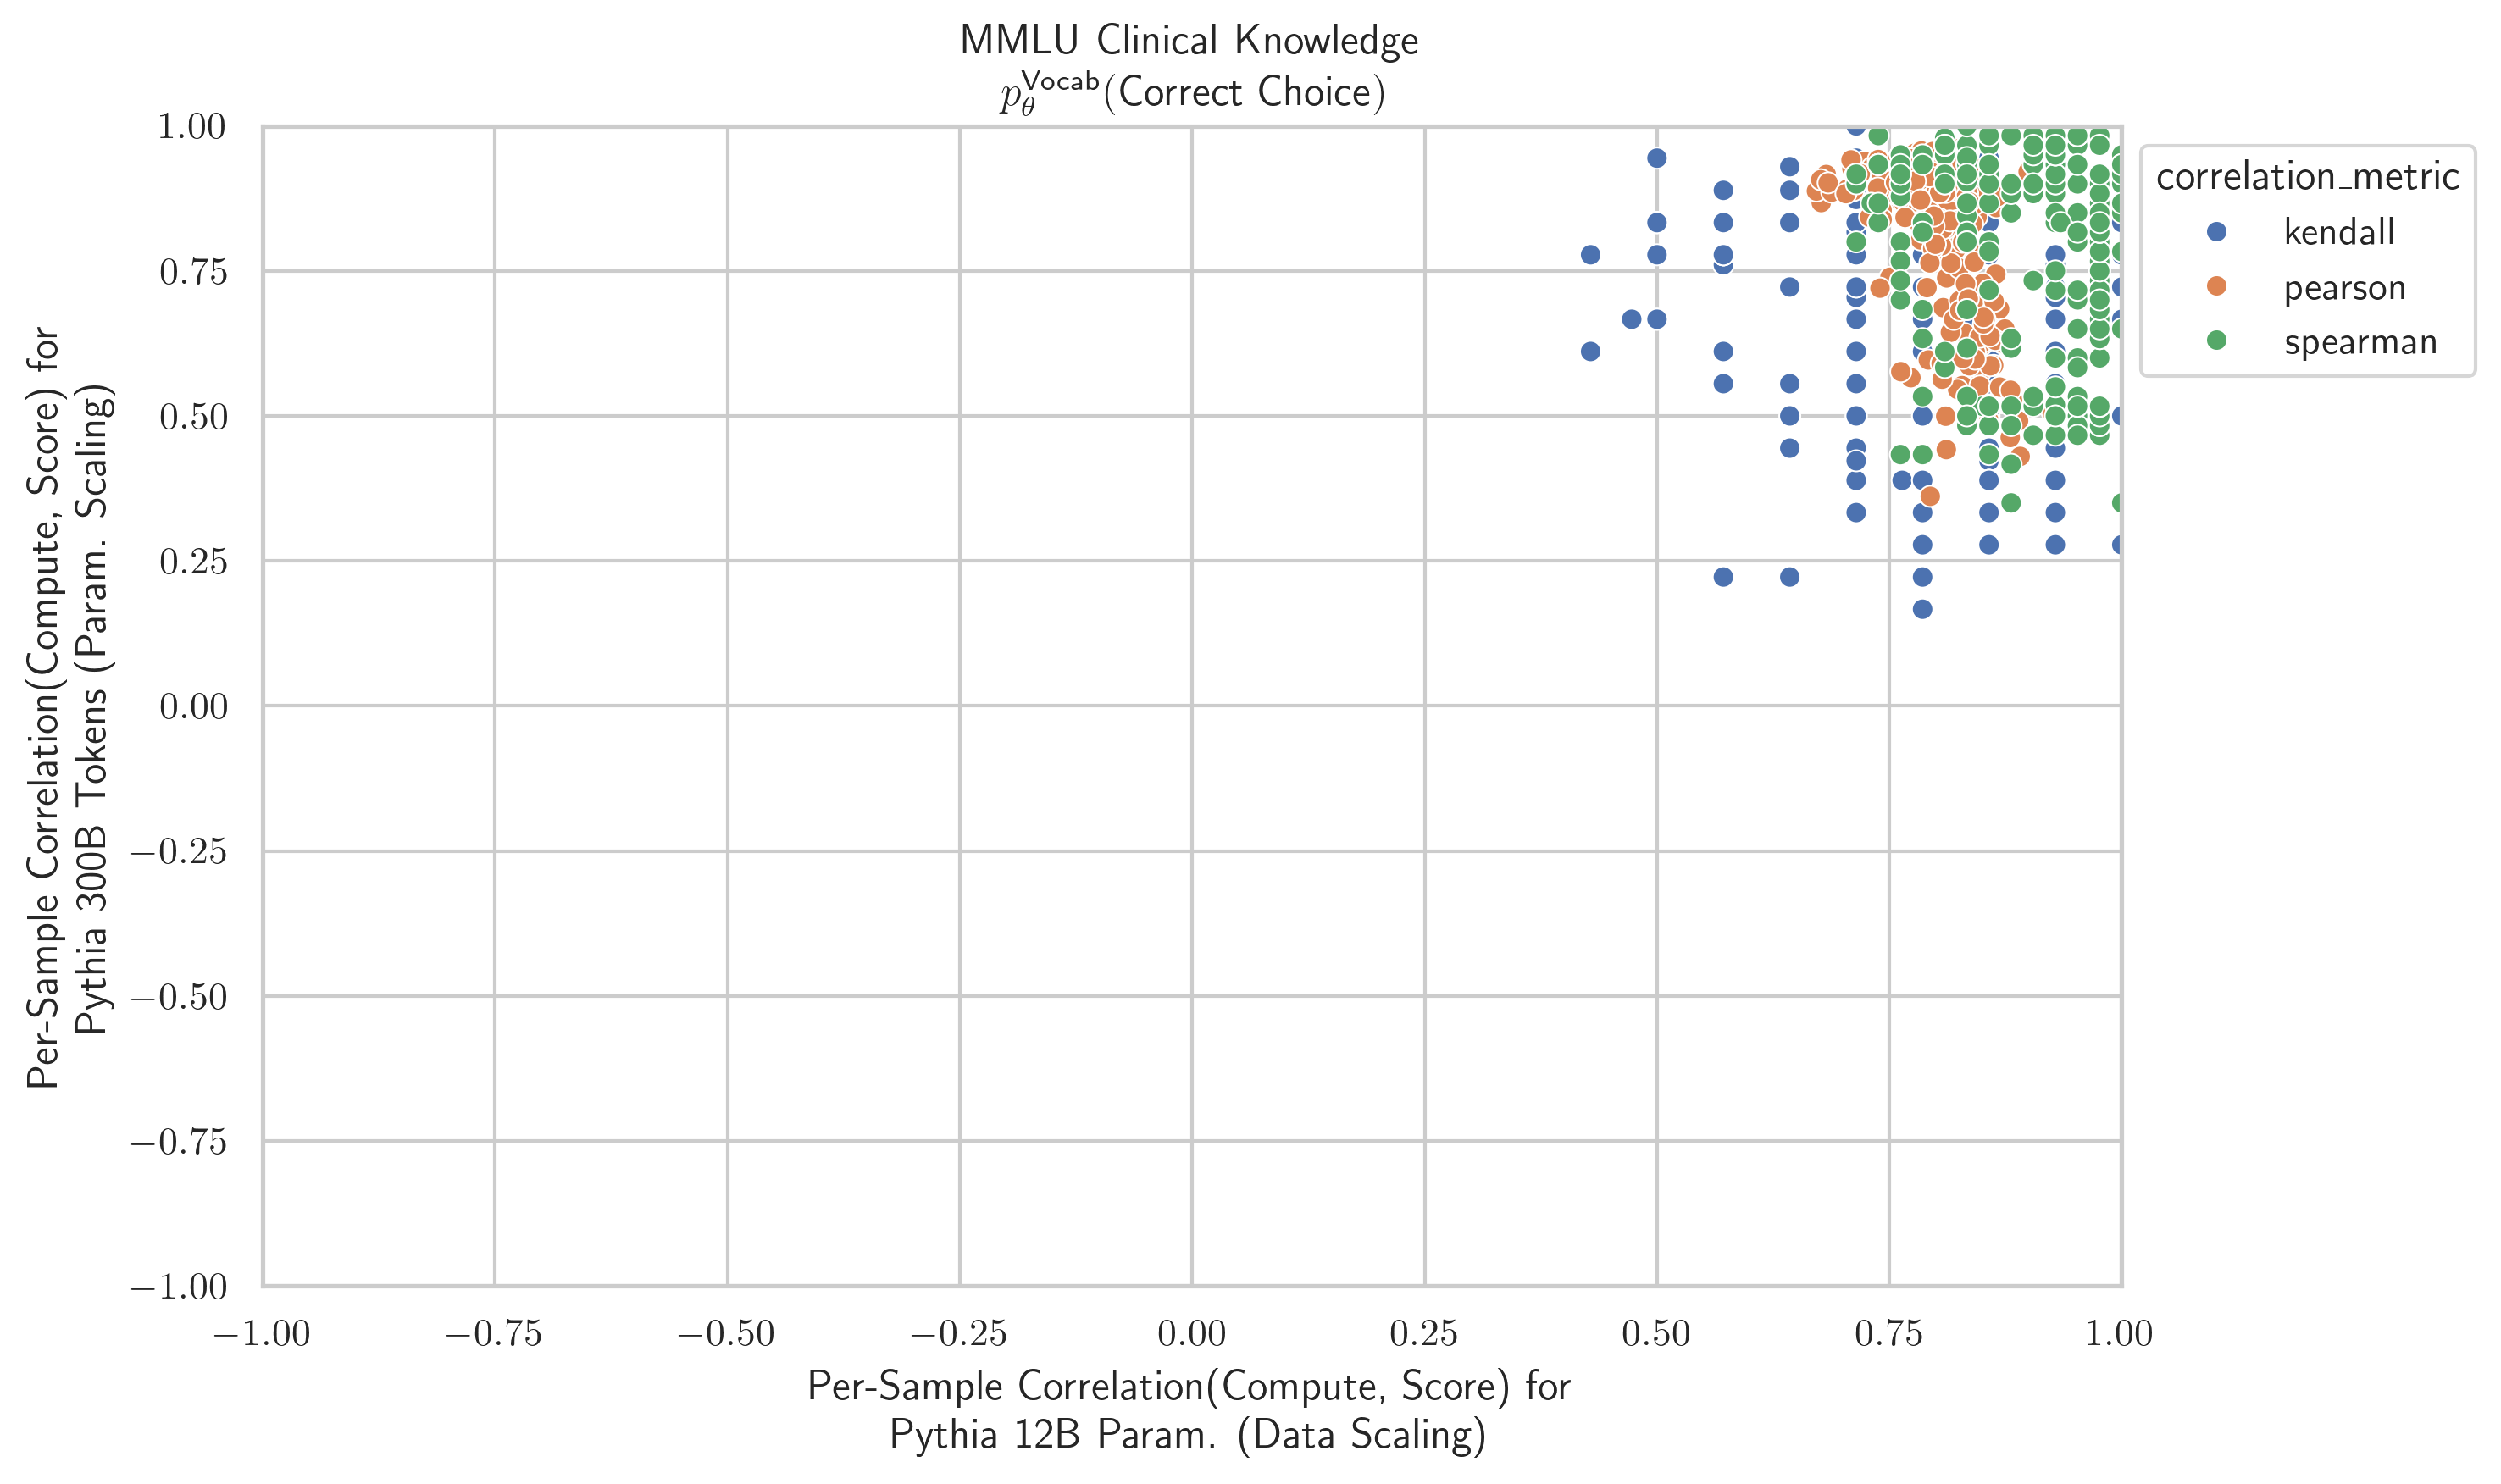 MMLU Clinical Knowledge
p_θ^Vocab(Correct Choice)
1.00
0.75
0.50
0.25
0.00
−0.25
−0.50
−0.75
−1.00
Per-Sample Correlation(Compute, Score) for
Pythia 300B Tokens (Param. Scaling)
correlation_metric
kendall
pearson
spearman
−1.00 −0.75 −0.50 −0.25 0.00 0.25 0.50 0.75 1.00
Per-Sample Correlation(Compute, Score) for
Pythia 12B Param. (Data Scaling)